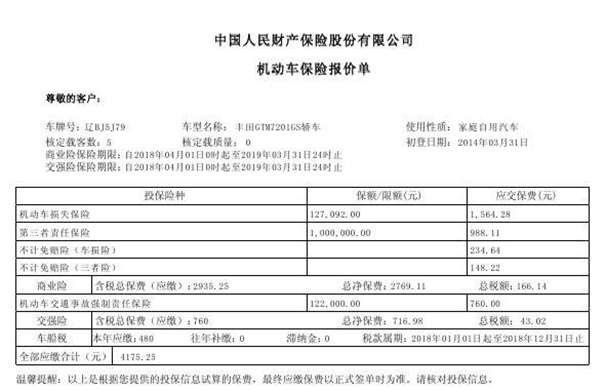 中国人民财产保险股份有限公司
机动车保险报价单
尊敬的客户：
车牌号：辽BJ5J79 车型名称： 丰田GTM7201GS轿车 使用性质：家庭自用汽车
核定载客数：5 核定载质量：0 初登日期：2014年03月31日
商业险保险期限：自2018年04月01日0时起至2019年03月31日24时止
交强险保险期限：自2018年04月01日0时起至2019年03月31日24时止
投保险种 保额/限额(元) 应交保费(元)
机动车损失保险 127,092.00 1,564.28
第三者责任保险 1,000,000.00 988.11
不计免赔险（车损险） 234.64
不计免赔险（三者险） 148.22
商业险 含税总保费（应缴）:2935.25 总净保费:2769.11 总税额:166.14
机动车交通事故强制责任保险 122,000.00 760.00
交强险 含税总保费（应缴）:760 总净保费:716.98 总税额: 43.02
车船税 本年应缴:480 往年补缴: 0 滞纳金: 0 税款属期: 2018年01月01日起至2018年12月31日止
全部应缴合计（元） 4175.25
温馨提醒：以上是根据您提供的投保信息试算的保费，最终应缴保费以正式签单时为准。请核对投保信息。